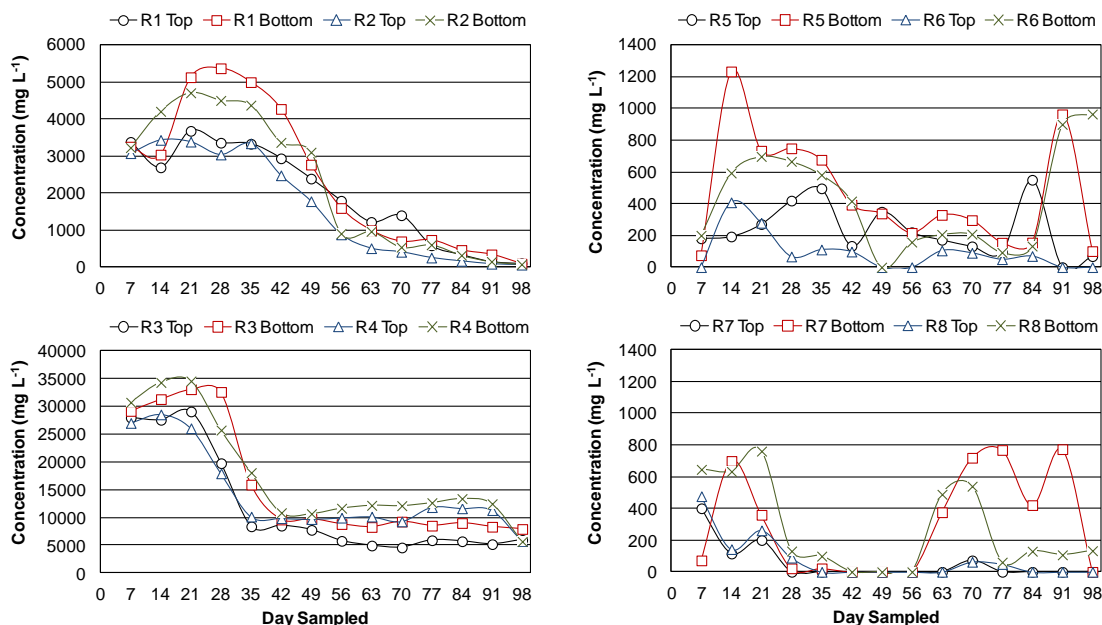 R1 Top R1 Bottom R2 Top R2 Bottom
Concentration (mg L-1)
6000
5000
4000
3000
2000
1000
0
0 7 14 21 28 35 42 49 56 63 70 77 84 91 98
R5 Top R5 Bottom R6 Top R6 Bottom
Concentration (mg L-1)
1400
1200
1000
800
600
400
200
0
0 7 14 21 28 35 42 49 56 63 70 77 84 91 98
R3 Top R3 Bottom R4 Top R4 Bottom
Concentration (mg L-1)
40000
35000
30000
25000
20000
15000
10000
5000
0
0 7 14 21 28 35 42 49 56 63 70 77 84 91 98
Day Sampled
R7 Top R7 Bottom R8 Top R8 Bottom
Concentration (mg L-1)
1400
1200
1000
800
600
400
200
0
0 7 14 21 28 35 42 49 56 63 70 77 84 91 98
Day Sampled